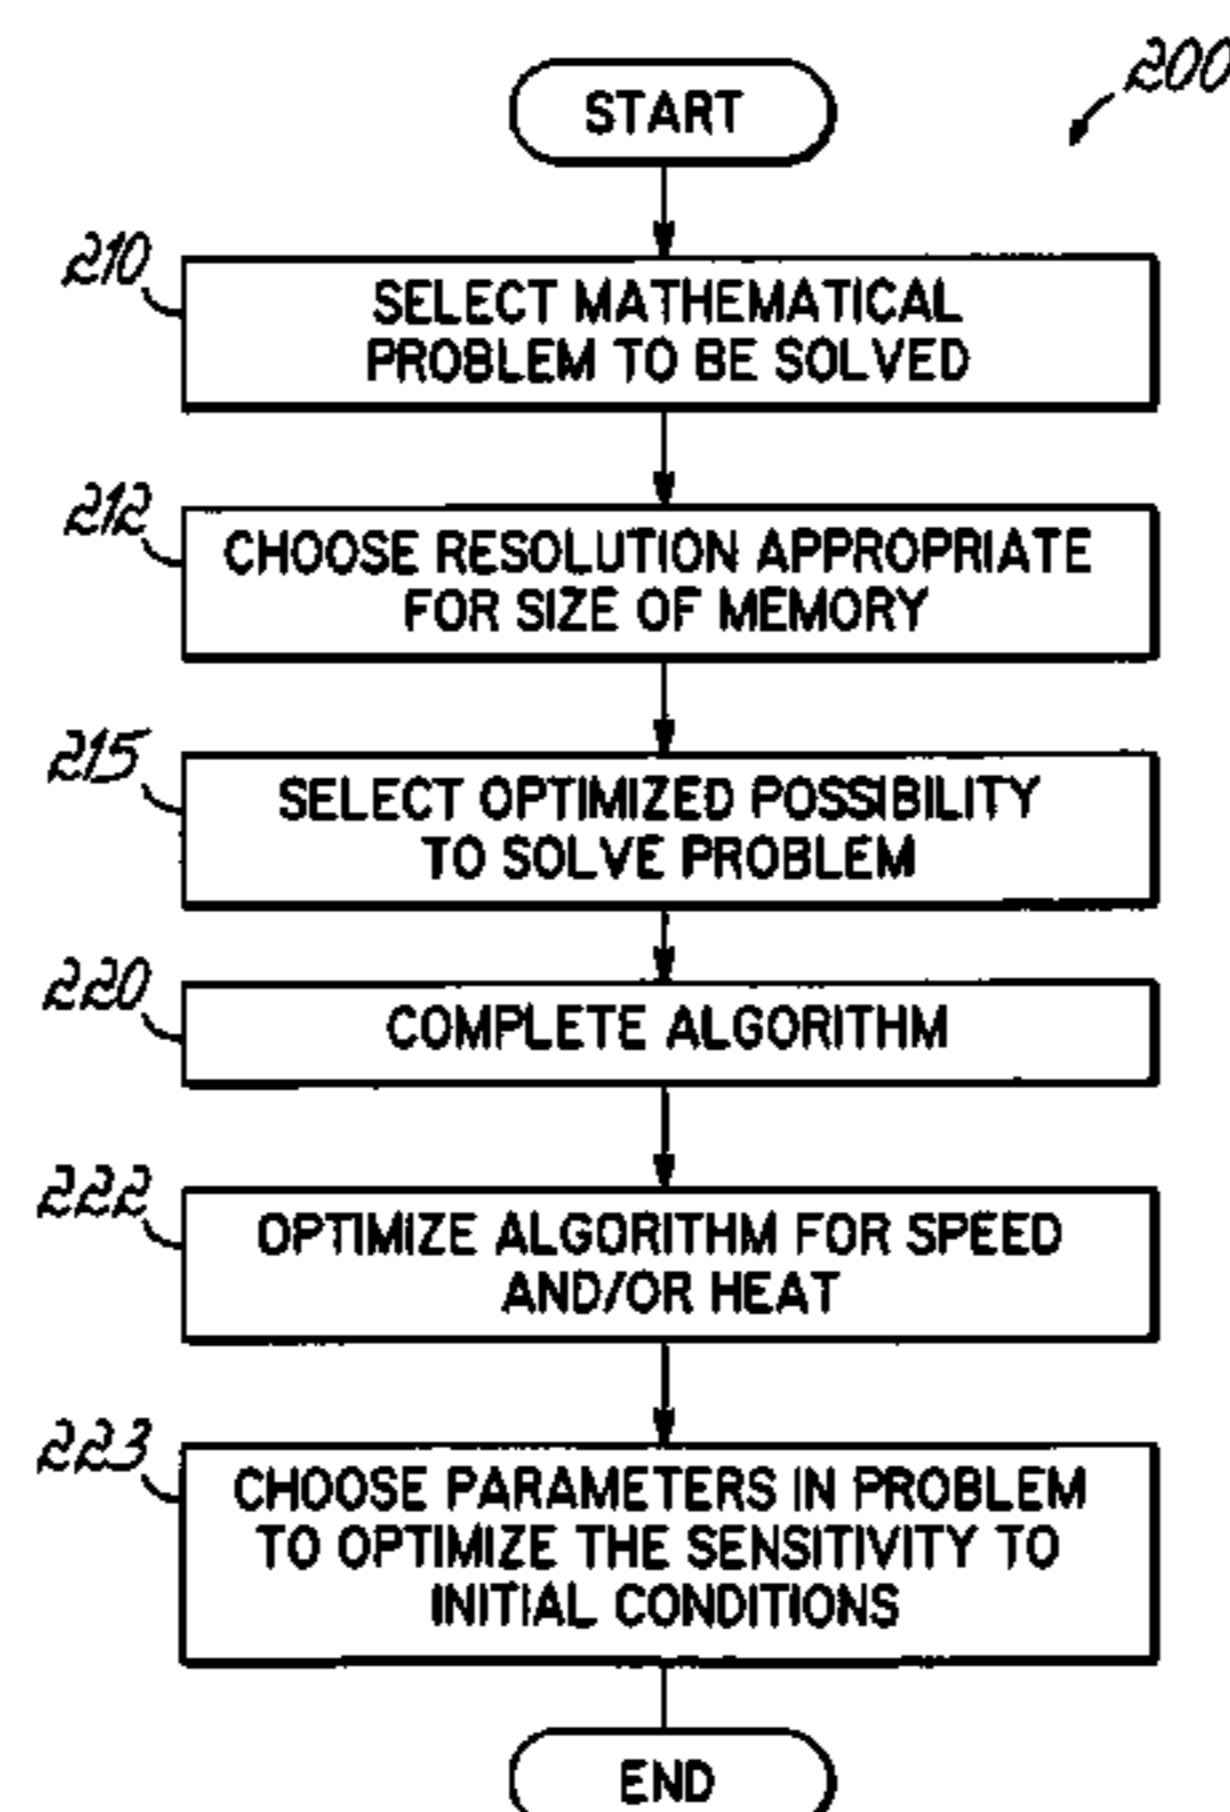 START
200
210
SELECT MATHEMATICAL
PROBLEM TO BE SOLVED
212
CHOOSE RESOLUTION APPROPRIATE
FOR SIZE OF MEMORY
215
SELECT OPTIMIZED POSSIBILITY
TO SOLVE PROBLEM
220
COMPLETE ALGORITHM
222
OPTIMIZE ALGORITHM FOR SPEED
AND/OR HEAT
223
CHOOSE PARAMETERS IN PROBLEM
TO OPTIMIZE THE SENSITIVITY TO
INITIAL CONDITIONS
END